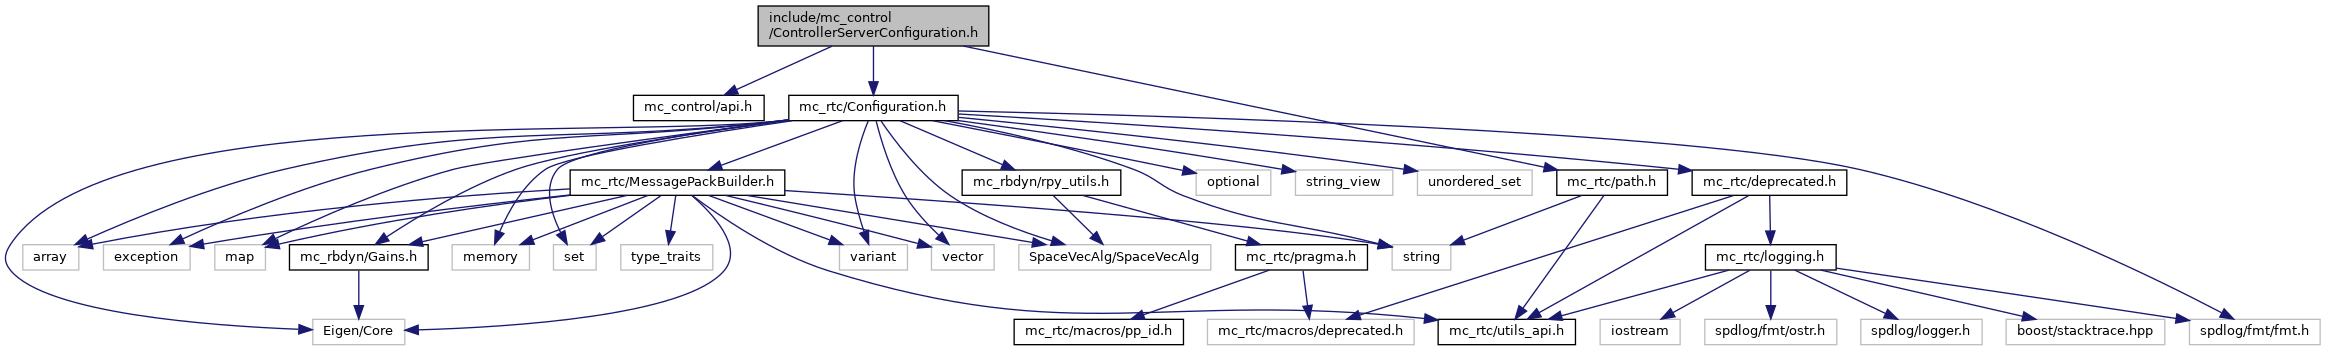 include/mc_control
/ControllerServerConfiguration.h
mc_control/api.h
mc_rtc/Configuration.h
mc_rtc/MessagePackBuilder.h
mc_rbdyn/rpy_utils.h
optional
string_view
unordered_set
mc_rtc/path.h
mc_rtc/deprecated.h
array
exception
map
mc_rbdyn/Gains.h
memory
set
type_traits
variant
vector
SpaceVecAlg/SpaceVecAlg
mc_rtc/pragma.h
string
mc_rtc/logging.h
Eigen/Core
mc_rtc/macros/pp_id.h
mc_rtc/macros/deprecated.h
mc_rtc/utils_api.h
iostream
spdlog/fmt/ostr.h
spdlog/logger.h
boost/stacktrace.hpp
spdlog/fmt/fmt.h